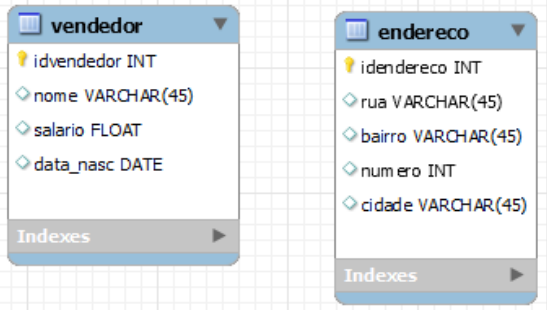 vendedor
idvendedor INT
nome VARCHAR(45)
salario FLOAT
data_nasc DATE
Indexes
endereco
idendereco INT
rua VARCHAR(45)
bairro VARCHAR(45)
numero INT
cidade VARCHAR(45)
Indexes